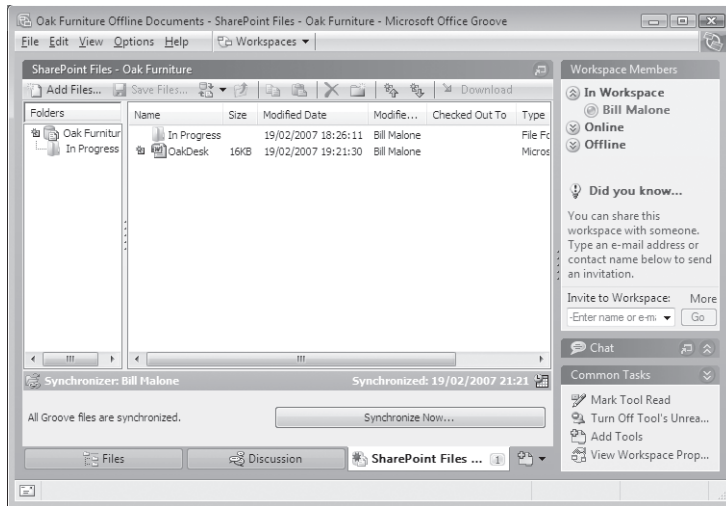 Oak Furniture Offline Documents - SharePoint Files - Oak Furniture - Microsoft Office Groove
File Edit View Options Help Workspaces
SharePoint Files - Oak Furniture
Add Files... Save Files... Download
Folders
Oak Furnitur
In Progress
Name Size Modified Date Modifie... Checked Out To Type
In Progress 19/02/2007 18:26:11 Bill Malone File Fc
OakDesk 16KB 19/02/2007 19:21:30 Bill Malone Micros
Synchronizer: Bill Malone Synchronized: 19/02/2007 21:21
All Groove files are synchronized. Synchronize Now...
Files Discussion SharePoint Files ... 1
Workspace Members
In Workspace
Bill Malone
Online
Offline
Did you know...
You can share this
workspace with someone.
Type an e-mail address or
contact name below to send
an invitation.
Invite to Workspace: More
-Enter name or e-m Go
Chat
Common Tasks
Mark Tool Read
Turn Off Tool's Unrea...
Add Tools
View Workspace Prop...